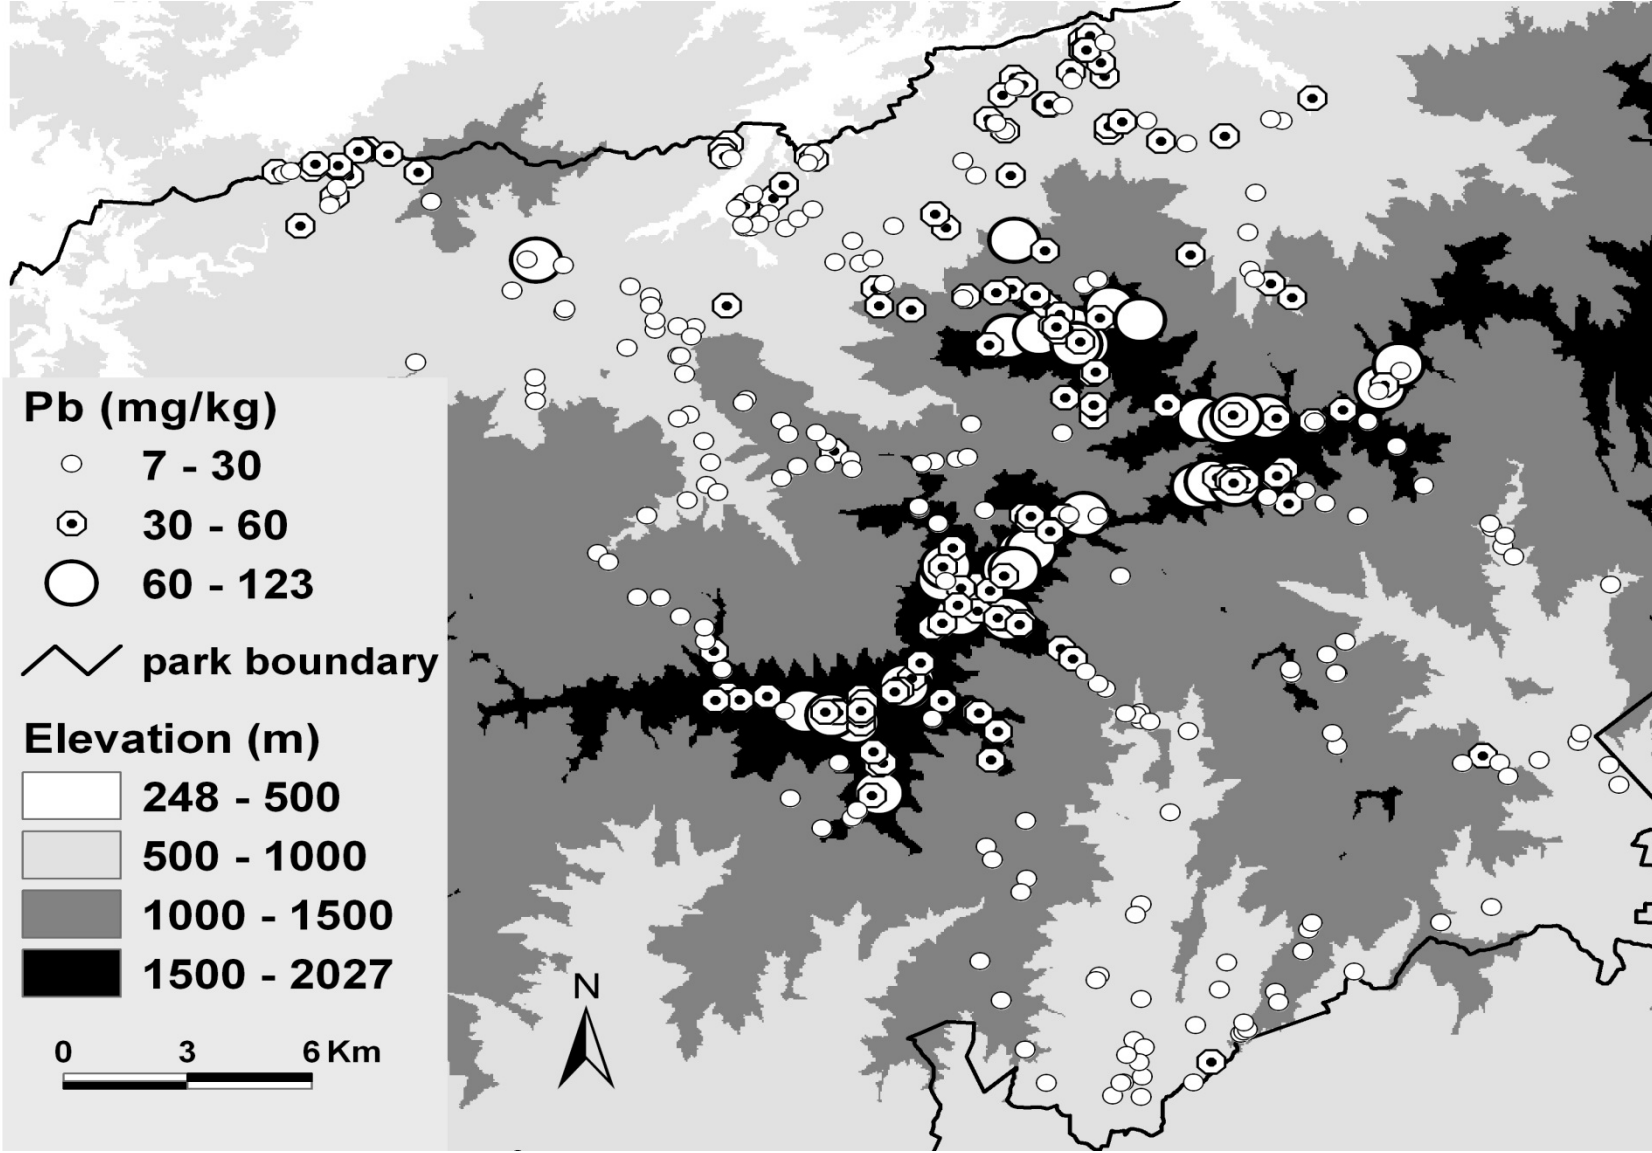 Pb (mg/kg)
7 - 30
30 - 60
60 - 123
park boundary
Elevation (m)
248 - 500
500 - 1000
1000 - 1500
1500 - 2027
0 3 6 Km
N